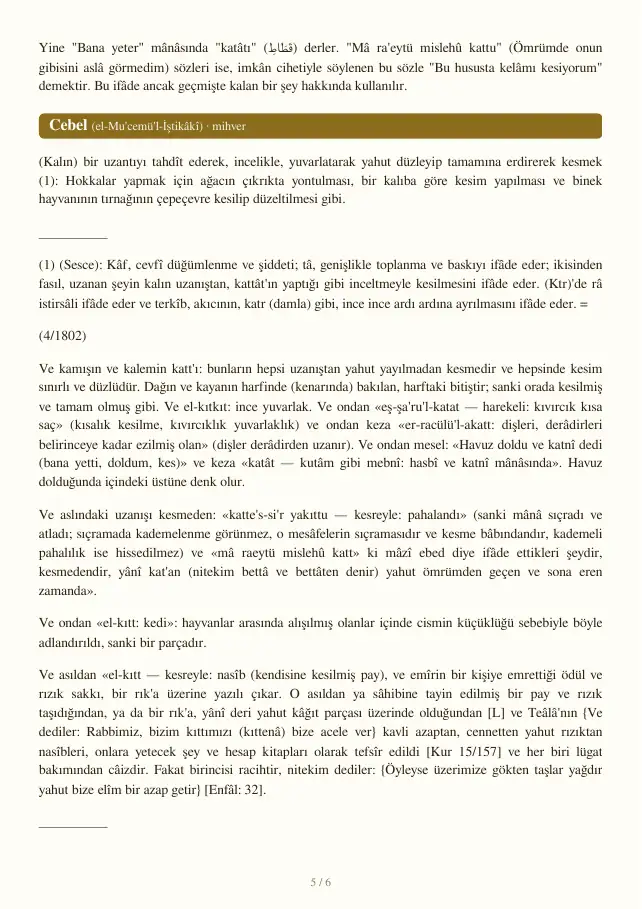 Yine "Bana yeter" mânâsında "katâtı" (قَطَاطِ) derler. "Mâ ra'eytü mislehû kattu" (Ömrümde onun
gibisini aslâ görmedim) sözleri ise, imkân cihetiyle söylenen bu sözle "Bu hususta kelâmı kesiyorum"
demektir. Bu ifâde ancak geçmişte kalan bir şey hakkında kullanılır.
Cebel (el-Mu'cemü'l-İştikâkî) · mihver
(Kalın) bir uzantıyı tahdît ederek, incelikle, yuvarlatarak yahut düzleyip tamamına erdirerek kesmek
(1): Hokkalar yapmak için ağacın çıkrıkta yontulması, bir kalıba göre kesim yapılması ve binek
hayvanının tırnağının çepeçevre kesilip düzeltilmesi gibi.
(1) (Sesce): Kâf, cevfî düğümlenme ve şiddeti; tâ, genişlikle toplanma ve baskıyı ifâde eder; ikisinden
fasıl, uzanan şeyin kalın uzanıştan, kattât'ın yaptığı gibi inceltmeyle kesilmesini ifâde eder. (Ktr)'de râ
istirsâli ifâde eder ve terkîb, akıcının, katr (damla) gibi, ince ince ardı ardına ayrılmasını ifâde eder. =
(4/1802)
Ve kamışın ve kalemin katt'ı: bunların hepsi uzanıştan yahut yayılmadan kesmedir ve hepsinde kesim
sınırlı ve düzlüdür. Dağın ve kayanın harfinde (kenarında) bakılan, harftaki bitiştir; sanki orada kesilmiş
ve tamam olmuş gibi. Ve el-kıtkıt: ince yuvarlak. Ve ondan «eş-şa'ru'l-katat — harekeli: kıvırcık kısa
saç» (kısalık kesilme, kıvırcıklık yuvarlaklık) ve ondan keza «er-racülü'l-akatt: dişleri, derâdirleri
belirinceye kadar ezilmiş olan» (dişler derâdirden uzanır). Ve ondan mesel: «Havuz doldu ve katnî dedi
(bana yetti, doldum, kes)» ve keza «katât — kutâm gibi mebnî: hasbî ve katnî mânâsında». Havuz
dolduğunda içindeki üstüne denk olur.
Ve aslındaki uzanışı kesmeden: «katte's-si'r yakıttu — kesreyle: pahalandı» (sanki mânâ sıçradı ve
atladı; sıçramada kademelenme görünmez, o mesâfelerin sıçramasıdır ve kesme bâbındandır, kademeli
pahalılık ise hissedilmez) ve «mâ raeytü mislehû katt» ki mâzî ebed diye ifâde ettikleri şeydir,
kesmedendir, yânî kat'an (nitekim bettâ ve bettâten denir) yahut ömrümden geçen ve sona eren
zamanda».
Ve ondan «el-kıtt: kedi»: hayvanlar arasında alışılmış olanlar içinde cismin küçüklüğü sebebiyle böyle
adlandırıldı, sanki bir parçadır.
Ve asıldan «el-kıtt — kesreyle: nasîb (kendisine kesilmiş pay), ve emîrin bir kişiye emrettiği ödül ve
rızık sakkı, bir rık'a üzerine yazılı çıkar. O asıldan ya sâhibine tayin edilmiş bir pay ve rızık
taşıdığından, ya da bir rık'a, yânî deri yahut kâğıt parçası üzerinde olduğundan [L] ve Teâlâ'nın {Ve
dediler: Rabbimiz, bizim kıttımızı (kıttenâ) bize acele ver} kavli azaptan, cennetten yahut rızıktan
nasîbleri, onlara yetecek şey ve hesap kitapları olarak tefsîr edildi [Kur 15/157] ve her biri lügat
bakımından câizdir. Fakat birincisi racihtir, nitekim dediler: {Öyleyse üzerimize gökten taşlar yağdır
yahut bize elîm bir azap getir} [Enfâl: 32].
5 / 6